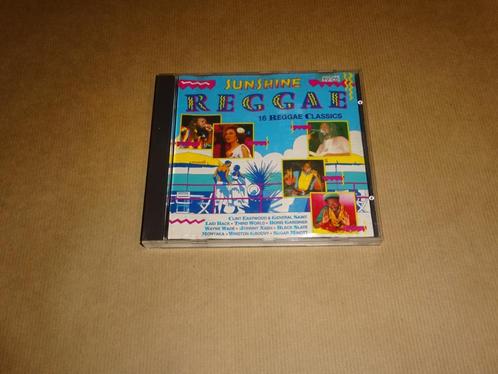 SUNSHINE
REGGAE
16 REGGAE CLASSICS
CLINT EASTWOOD & GENERAL SAINT
LAID BACK • THIRD WORLD • BORIS GARDNER
WAYNE WADE • JOHNNY NASH • BLACK SLATE
MONYAKA • WINSTON GROOVY • SUGAR MINOTT